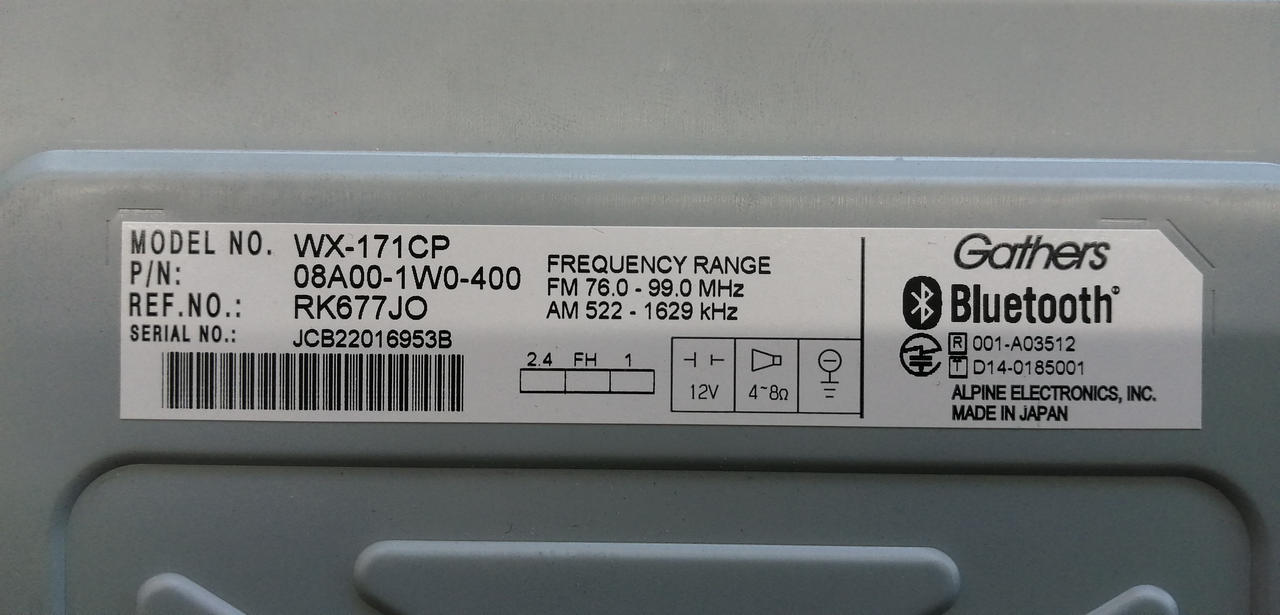 MODEL NO. WX-171CP
P/N: 08A00-1W0-400
REF.NO.: RK677JO
SERIAL NO.: JCB22016953B
FREQUENCY RANGE
FM 76.0 - 99.0 MHz
AM 522 - 1629 kHz
2.4 FH 1
12V 4~8Ω
Gathers
Bluetooth®
R 001-A03512
T D14-0185001
ALPINE ELECTRONICS, INC.
MADE IN JAPAN